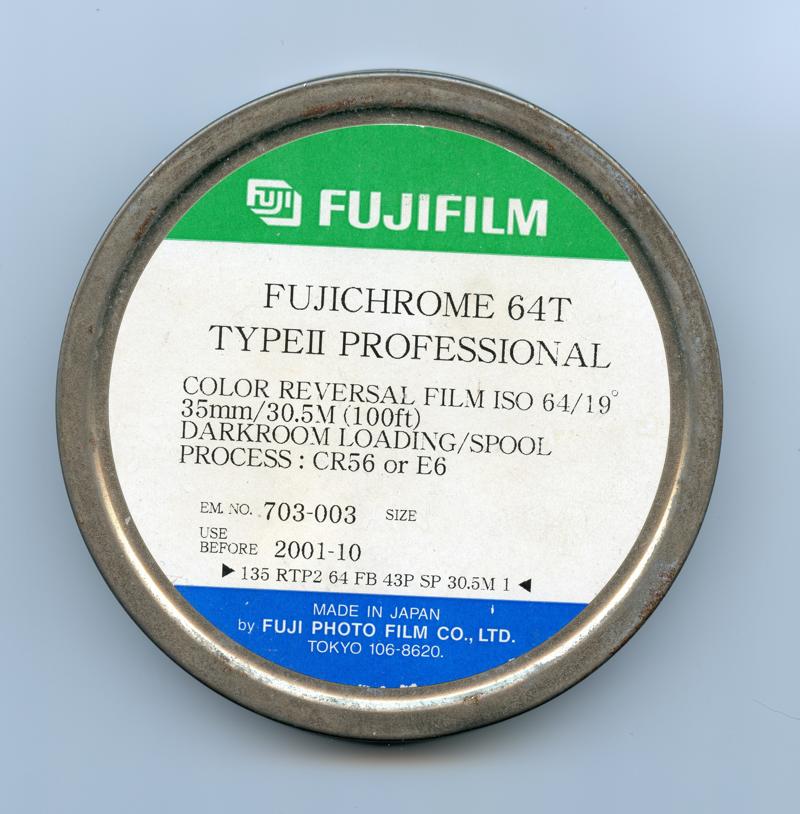 FUJI FUJIFILM
FUJICHROME 64T
TYPEII PROFESSIONAL
COLOR REVERSAL FILM ISO 64/19°
35mm/30.5M (100ft)
DARKROOM LOADING/SPOOL
PROCESS : CR56 or E6
EM. NO. 703-003 SIZE
USE
BEFORE 2001-10
▶ 135 RTP2 64 FB 43P SP 30.5M 1 ◀
MADE IN JAPAN
by FUJI PHOTO FILM CO., LTD.
TOKYO 106-8620.